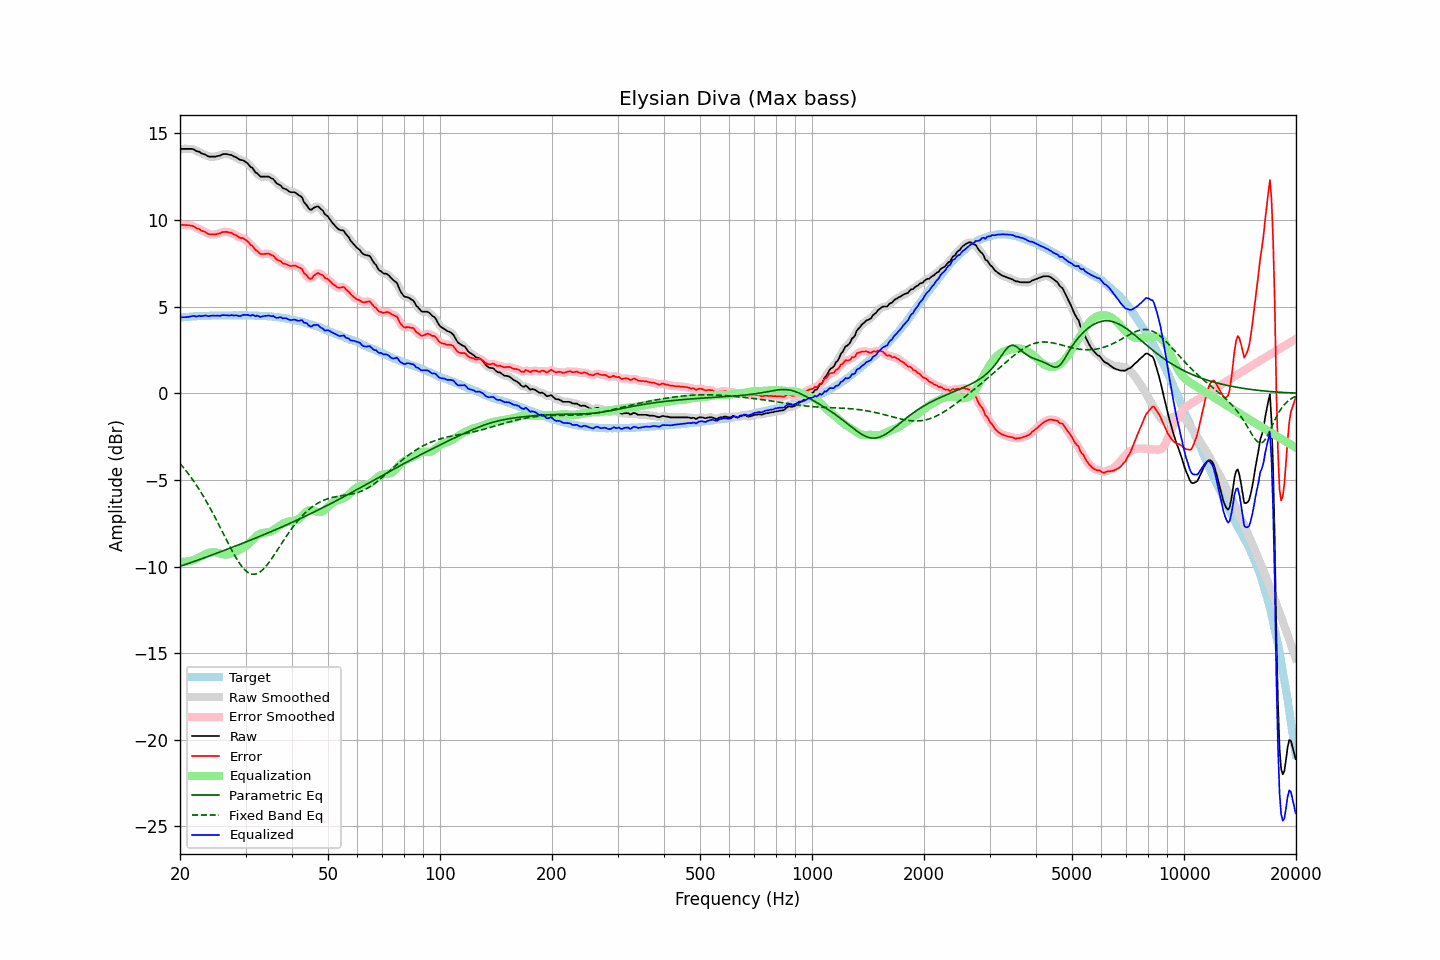 Elysian Diva (Max bass)
Amplitude (dBr)
15
10
5
0
−5
−10
−15
−20
−25
Target
Raw Smoothed
Error Smoothed
Raw
Error
Equalization
Parametric Eq
Fixed Band Eq
Equalized
20 50 100 200 500 1000 2000 5000 10000 20000
Frequency (Hz)